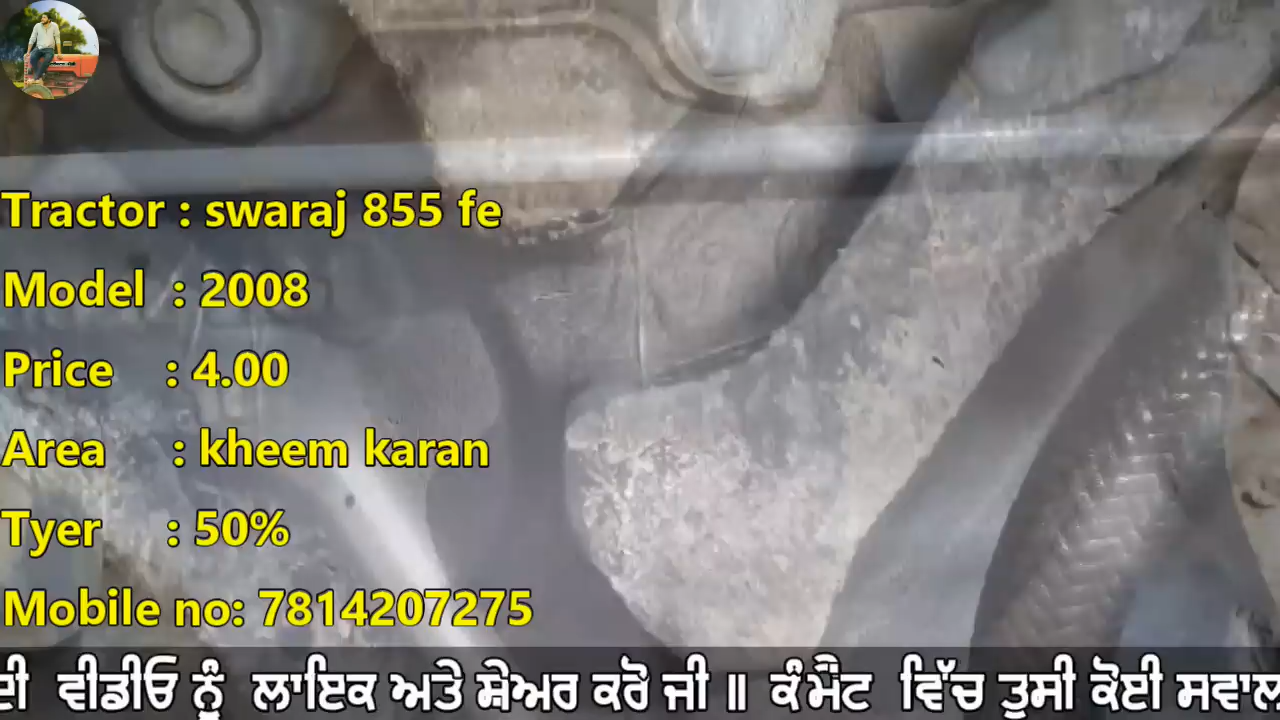 Tractor : swaraj 855 fe
Model : 2008
Price : 4.00
Area : kheem karan
Tyer : 50%
Mobile no: 7814207275
ਵੀਡੀਓ ਨੂੰ ਲਾਇਕ ਅਤੇ ਸ਼ੇਅਰ ਕਰੋ ਜੀ ॥ ਕੰਮੈਂਟ ਵਿੱਚ ਤੁਸੀ ਕੋਈ ਸਵਾਲ